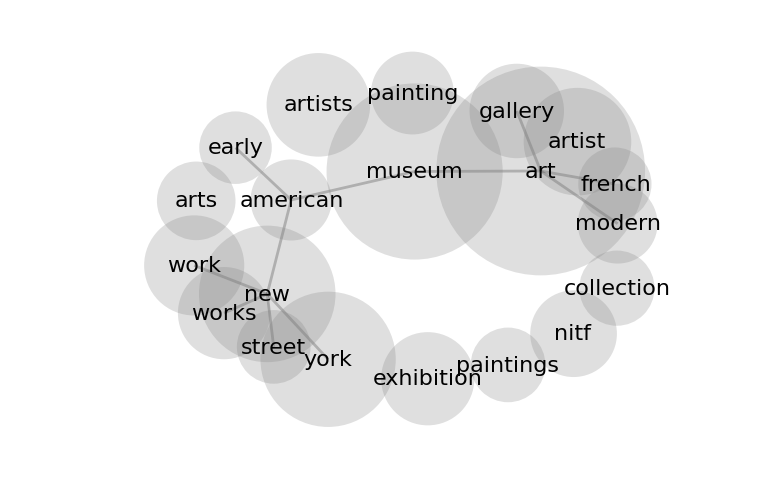 painting
artists
gallery
artist
early
museum
art
french
arts
american
modern
work
collection
new
works
nitf
street
york
paintings
exhibition